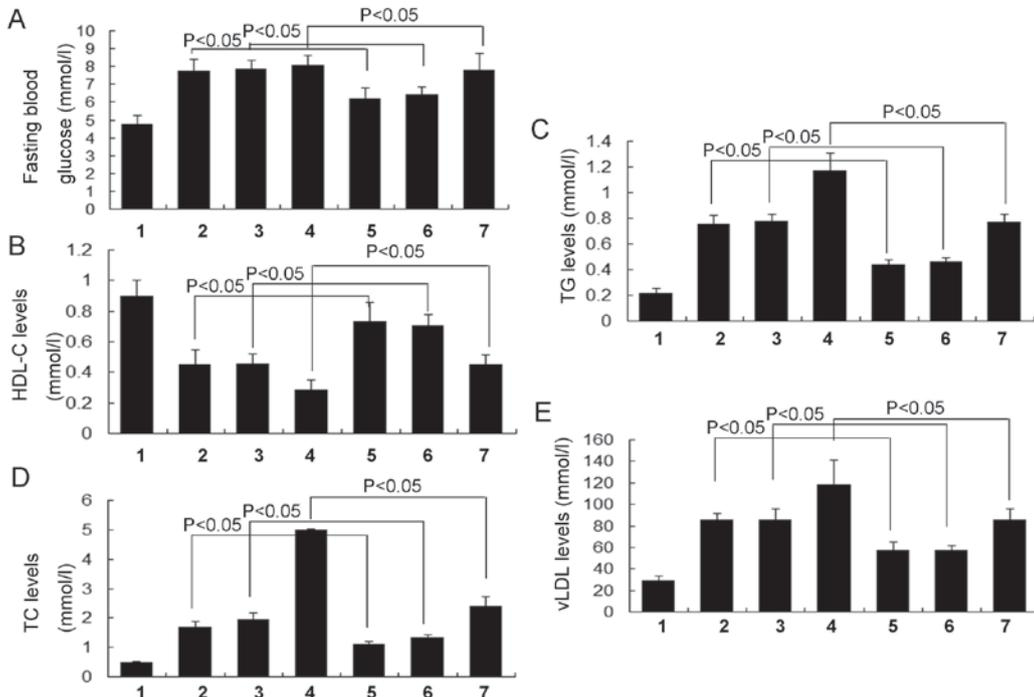 A
Fasting blood
glucose (mmol/l)
10
9
8
7
6
5
4
3
2
1
0
P<0.05
P<0.05
P<0.05
1 2 3 4 5 6 7
B
HDL-C levels
(mmol/l)
1.2
1
0.8
0.6
0.4
0.2
0
P<0.05
P<0.05
P<0.05
1 2 3 4 5 6 7
D
TC levels
(mmol/l)
6
5
4
3
2
1
0
P<0.05
P<0.05
P<0.05
1 2 3 4 5 6 7
C
TG levels (mmol/l)
1.4
1.2
1
0.8
0.6
0.4
0.2
0
P<0.05
P<0.05
P<0.05
1 2 3 4 5 6 7
E
vLDL levels (mmol/l)
160
140
120
100
80
60
40
20
0
P<0.05
P<0.05
P<0.05
1 2 3 4 5 6 7